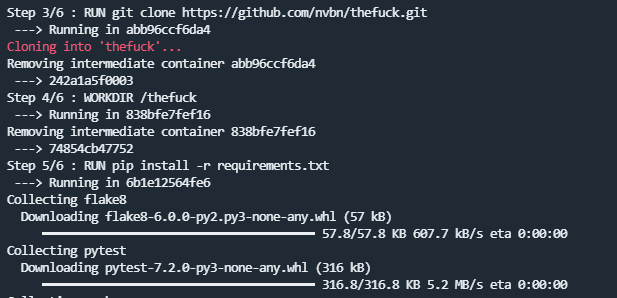 Step 3/6 : RUN git clone https://github.com/nvbn/thefuck.git
---> Running in abb96ccf6da4
Cloning into 'thefuck'...
Removing intermediate container abb96ccf6da4
---> 242a1a5f0003
Step 4/6 : WORKDIR /thefuck
---> Running in 838bfe7fef16
Removing intermediate container 838bfe7fef16
---> 74854cb47752
Step 5/6 : RUN pip install -r requirements.txt
---> Running in 6b1e12564fe6
Collecting flake8
Downloading flake8-6.0.0-py2.py3-none-any.whl (57 kB)
57.8/57.8 KB 607.7 kB/s eta 0:00:00
Collecting pytest
Downloading pytest-7.2.0-py3-none-any.whl (316 kB)
316.8/316.8 KB 5.2 MB/s eta 0:00:00